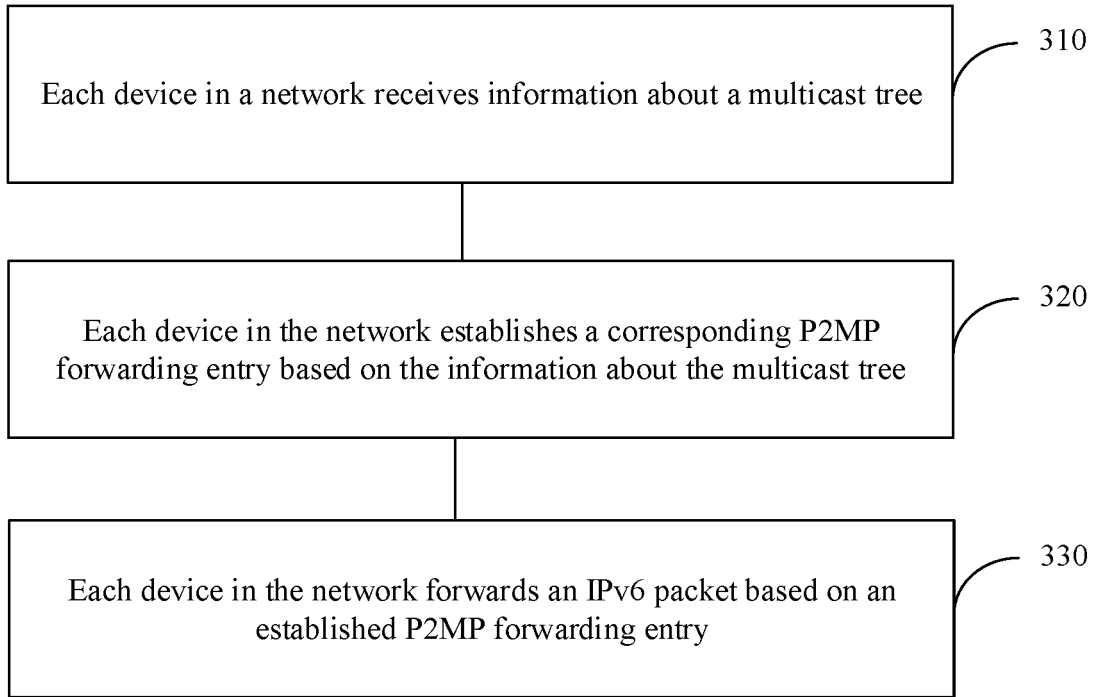 310
Each device in a network receives information about a multicast tree
320
Each device in the network establishes a corresponding P2MP
forwarding entry based on the information about the multicast tree
330
Each device in the network forwards an IPv6 packet based on an
established P2MP forwarding entry